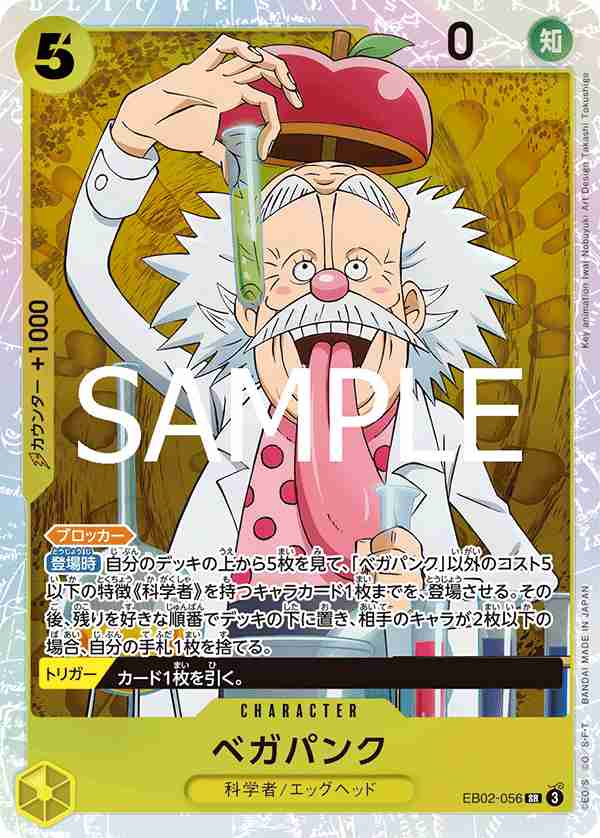 5
0
知
カウンター +1000
SAMPLE
Key animation Iwai Nobuyuki Art Design Takashi Tokushige
ブロッカー
登場時 自分のデッキの上から5枚を見て、「ベガパンク」以外のコスト5
以下の特徴《科学者》を持つキャラカード1枚までを、登場させる。その
後、残りを好きな順番でデッキの下に置き、相手のキャラが2枚以下の
場合、自分の手札1枚を捨てる。
トリガー カード1枚を引く。
CHARACTER
ベガパンク
科学者/エッグヘッド
EB02-056 SR 3
©E.O/S. ©O/S・F・T BANDAI MADE IN JAPAN